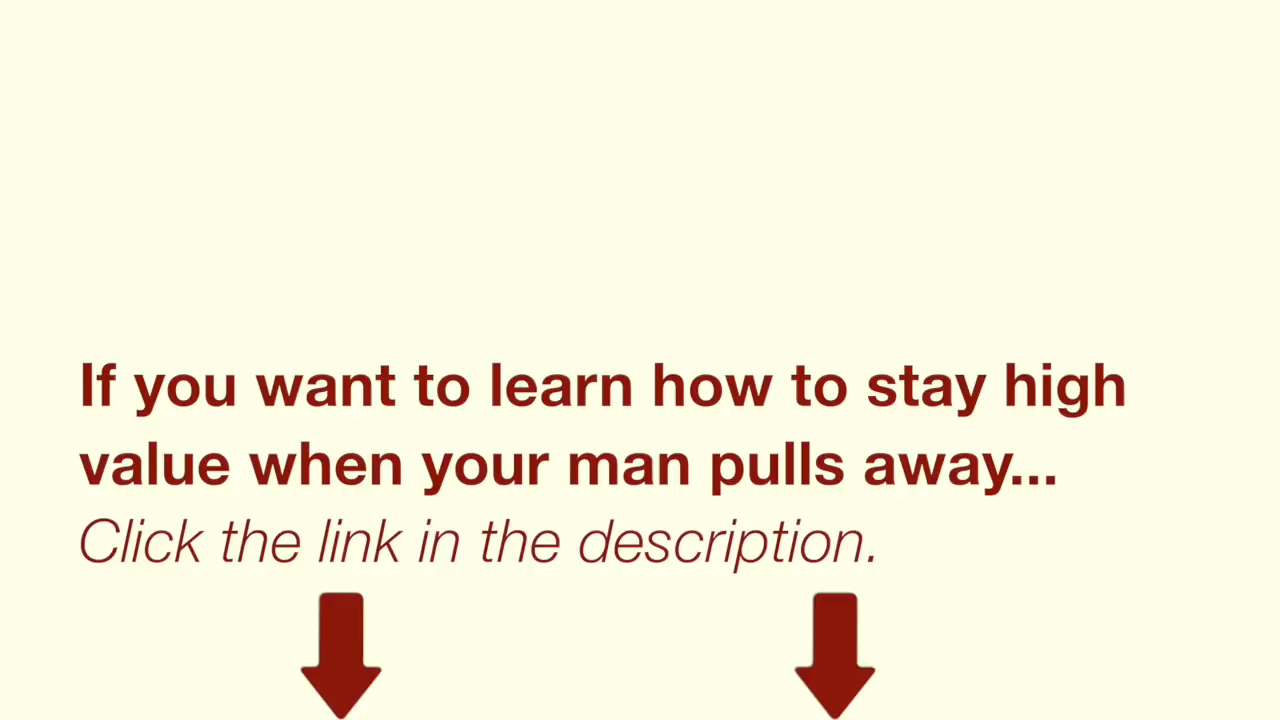 If you want to learn how to stay high
value when your man pulls away...
Click the link in the description.